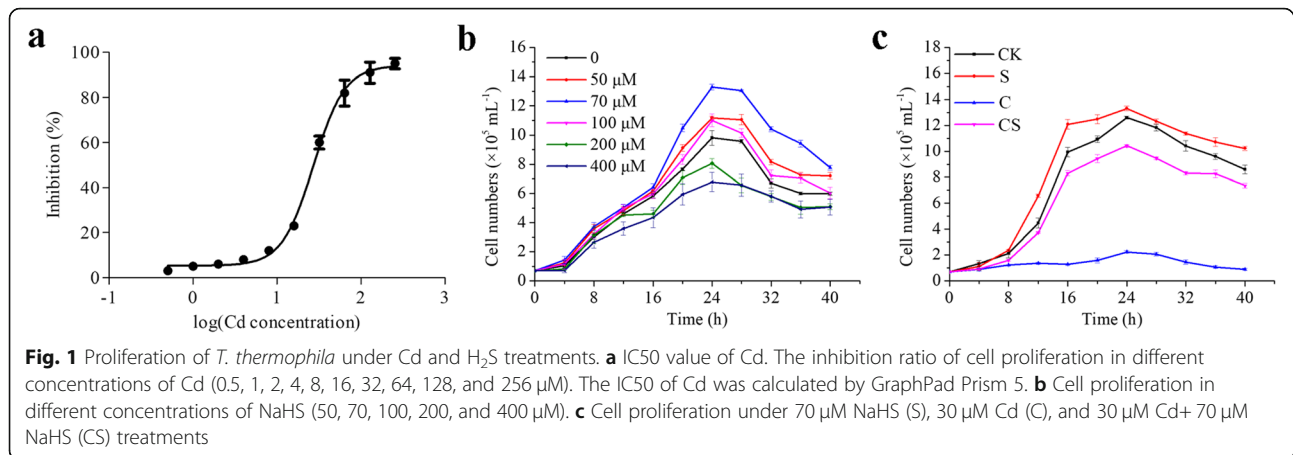 a
100
80
60
40
20
0
Inhibition (%)
-1 0 1 2 3
log(Cd concentration)
b
16
14
12
10
8
6
4
2
0
Cell numbers (×10⁵ mL⁻¹)
0
50 μM
70 μM
100 μM
200 μM
400 μM
0 8 16 24 32 40
Time (h)
c
18
16
14
12
10
8
6
4
2
0
Cell numbers (×10⁵ mL⁻¹)
CK
S
C
CS
0 8 16 24 32 40
Time (h)
Fig. 1 Proliferation of T. thermophila under Cd and H₂S treatments. a IC50 value of Cd. The inhibition ratio of cell proliferation in different
concentrations of Cd (0.5, 1, 2, 4, 8, 16, 32, 64, 128, and 256 μM). The IC50 of Cd was calculated by GraphPad Prism 5. b Cell proliferation in
different concentrations of NaHS (50, 70, 100, 200, and 400 μM). c Cell proliferation under 70 μM NaHS (S), 30 μM Cd (C), and 30 μM Cd+ 70 μM
NaHS (CS) treatments